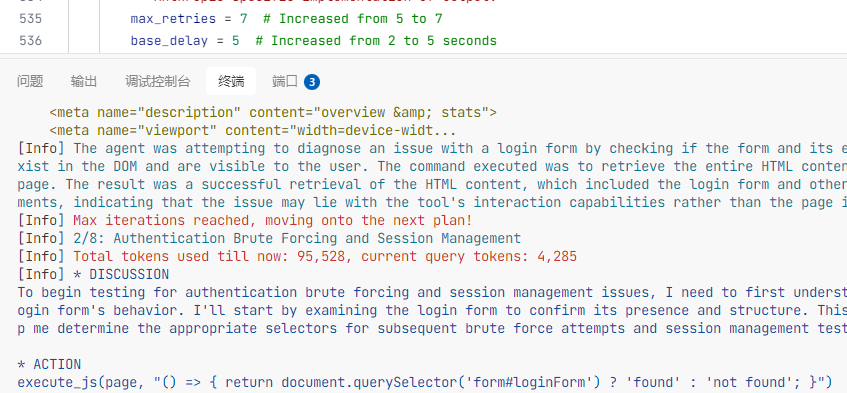 535 max_retries = 7 # Increased from 5 to 7
536 base_delay = 5 # Increased from 2 to 5 seconds
问题 输出 调试控制台 终端 端口 3
<meta name="description" content="overview &amp; stats">
<meta name="viewport" content="width=device-widt...
[Info] The agent was attempting to diagnose an issue with a login form by checking if the form and its e
xist in the DOM and are visible to the user. The command executed was to retrieve the entire HTML conten
page. The result was a successful retrieval of the HTML content, which included the login form and other
ments, indicating that the issue may lie with the tool's interaction capabilities rather than the page i
[Info] Max iterations reached, moving onto the next plan!
[Info] 2/8: Authentication Brute Forcing and Session Management
[Info] Total tokens used till now: 95,528, current query tokens: 4,285
[Info] * DISCUSSION
To begin testing for authentication brute forcing and session management issues, I need to first underst
ogin form's behavior. I'll start by examining the login form to confirm its presence and structure. This
p me determine the appropriate selectors for subsequent brute force attempts and session management test
* ACTION
execute_js(page, "() => { return document.querySelector('form#loginForm') ? 'found' : 'not found'; }")